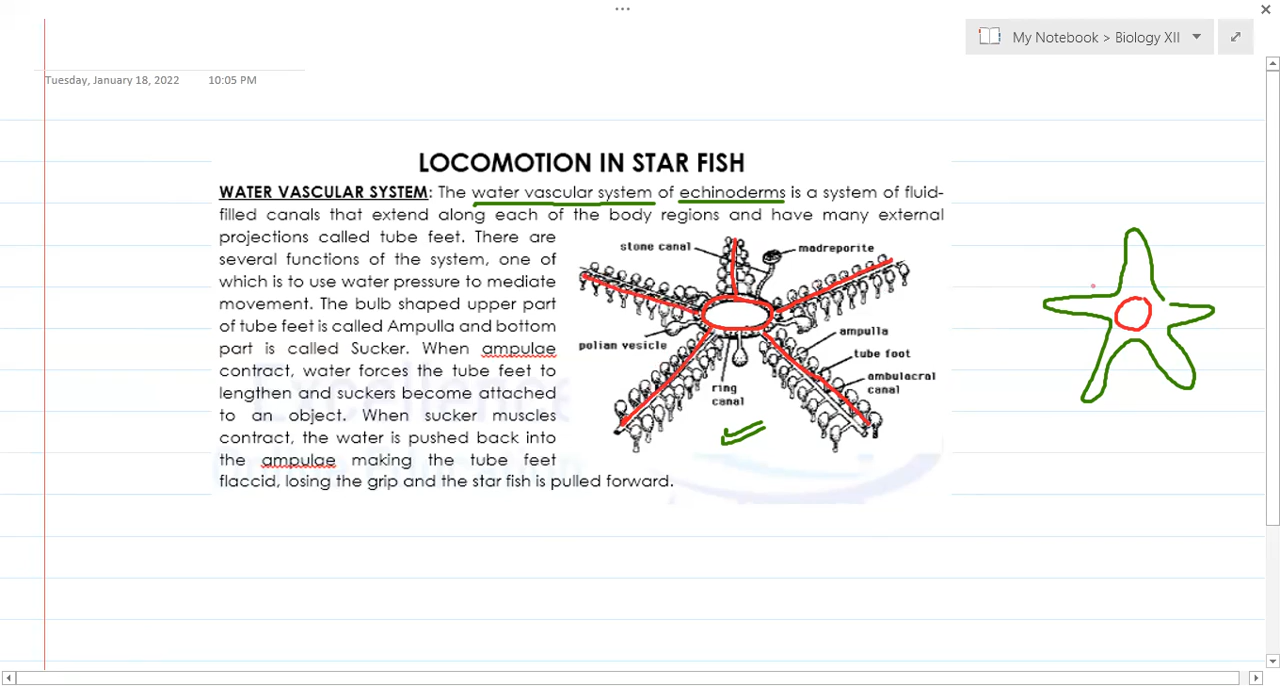 My Notebook > Biology XII
Tuesday, January 18, 2022 10:05 PM
LOCOMOTION IN STAR FISH
WATER VASCULAR SYSTEM: The water vascular system of echinoderms is a system of fluid-
filled canals that extend along each of the body regions and have many external
projections called tube feet. There are
several functions of the system, one of
which is to use water pressure to mediate
movement. The bulb shaped upper part
of tube feet is called Ampulla and bottom
part is called Sucker. When ampulae
contract, water forces the tube feet to
lengthen and suckers become attached
to an object. When sucker muscles
contract, the water is pushed back into
the ampulae making the tube feet
flaccid, losing the grip and the star fish is pulled forward.
stone canal
madreporite
polian vesicle
ampulla
tube foot
ambulacral
canal
ring
canal